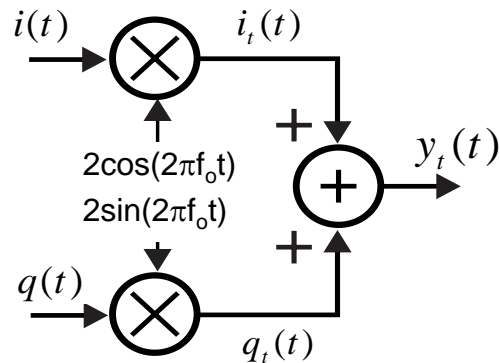 i(t)
i_t(t)
+
2cos(2πf_ot)
y_t(t)
+
2sin(2πf_ot)
+
q(t)
q_t(t)